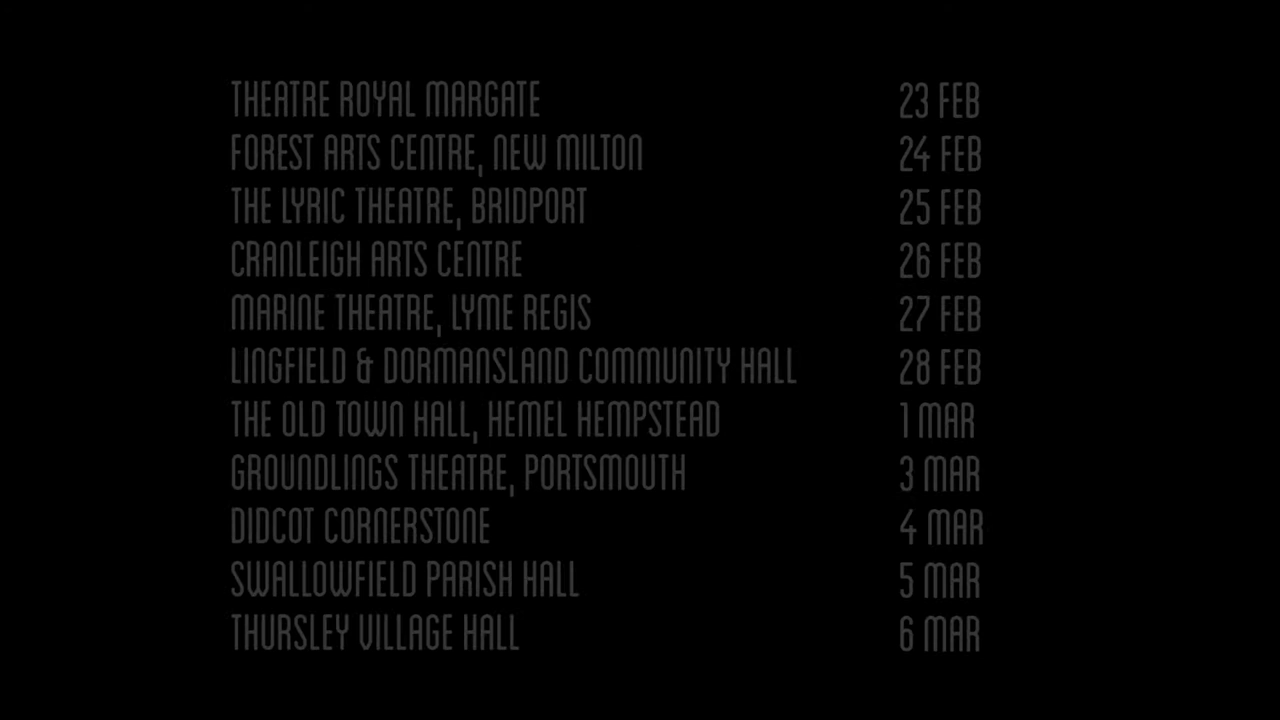 THEATRE ROYAL MARGATE 23 FEB
FOREST ARTS CENTRE, NEW MILTON 24 FEB
THE LYRIC THEATRE, BRIDPORT 25 FEB
CRANLEIGH ARTS CENTRE 26 FEB
MARINE THEATRE, LYME REGIS 27 FEB
LINGFIELD & DORMANSLAND COMMUNITY HALL 28 FEB
THE OLD TOWN HALL, HEMEL HEMPSTEAD 1 MAR
GROUNDLINGS THEATRE, PORTSMOUTH 3 MAR
DIDCOT CORNERSTONE 4 MAR
SWALLOWFIELD PARISH HALL 5 MAR
THURSLEY VILLAGE HALL 6 MAR